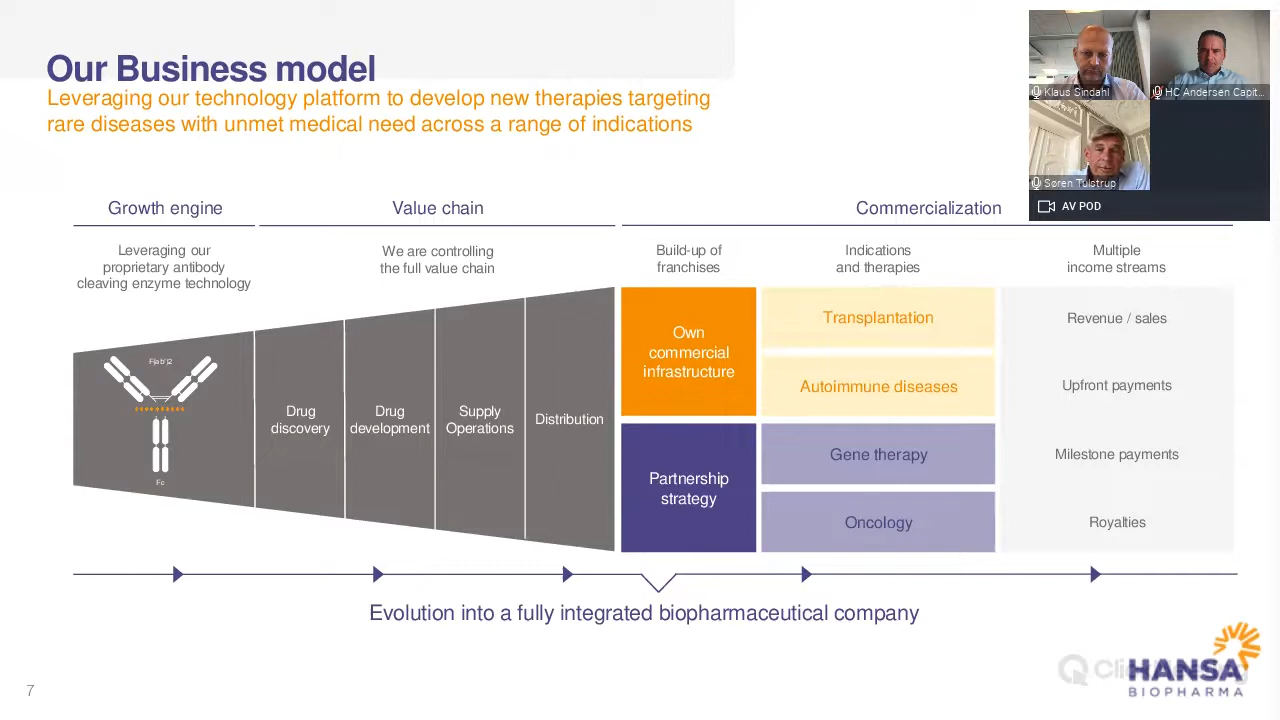 Our Business model
Leveraging our technology platform to develop new therapies targeting
rare diseases with unmet medical need across a range of indications
Klaus Sindahl
HC Andersen Capit...
Søren Tulstrup
AV POD
Growth engine
Value chain
Commercialization
Leveraging our
proprietary antibody
cleaving enzyme technology
We are controlling
the full value chain
Build-up of
franchises
Indications
and therapies
Multiple
income streams
F(ab')2
Fc
Drug
discovery
Drug
development
Supply
Operations
Distribution
Own
commercial
infrastructure
Partnership
strategy
Transplantation
Autoimmune diseases
Gene therapy
Oncology
Revenue / sales
Upfront payments
Milestone payments
Royalties
Evolution into a fully integrated biopharmaceutical company
HANSA
BIOPHARMA
7